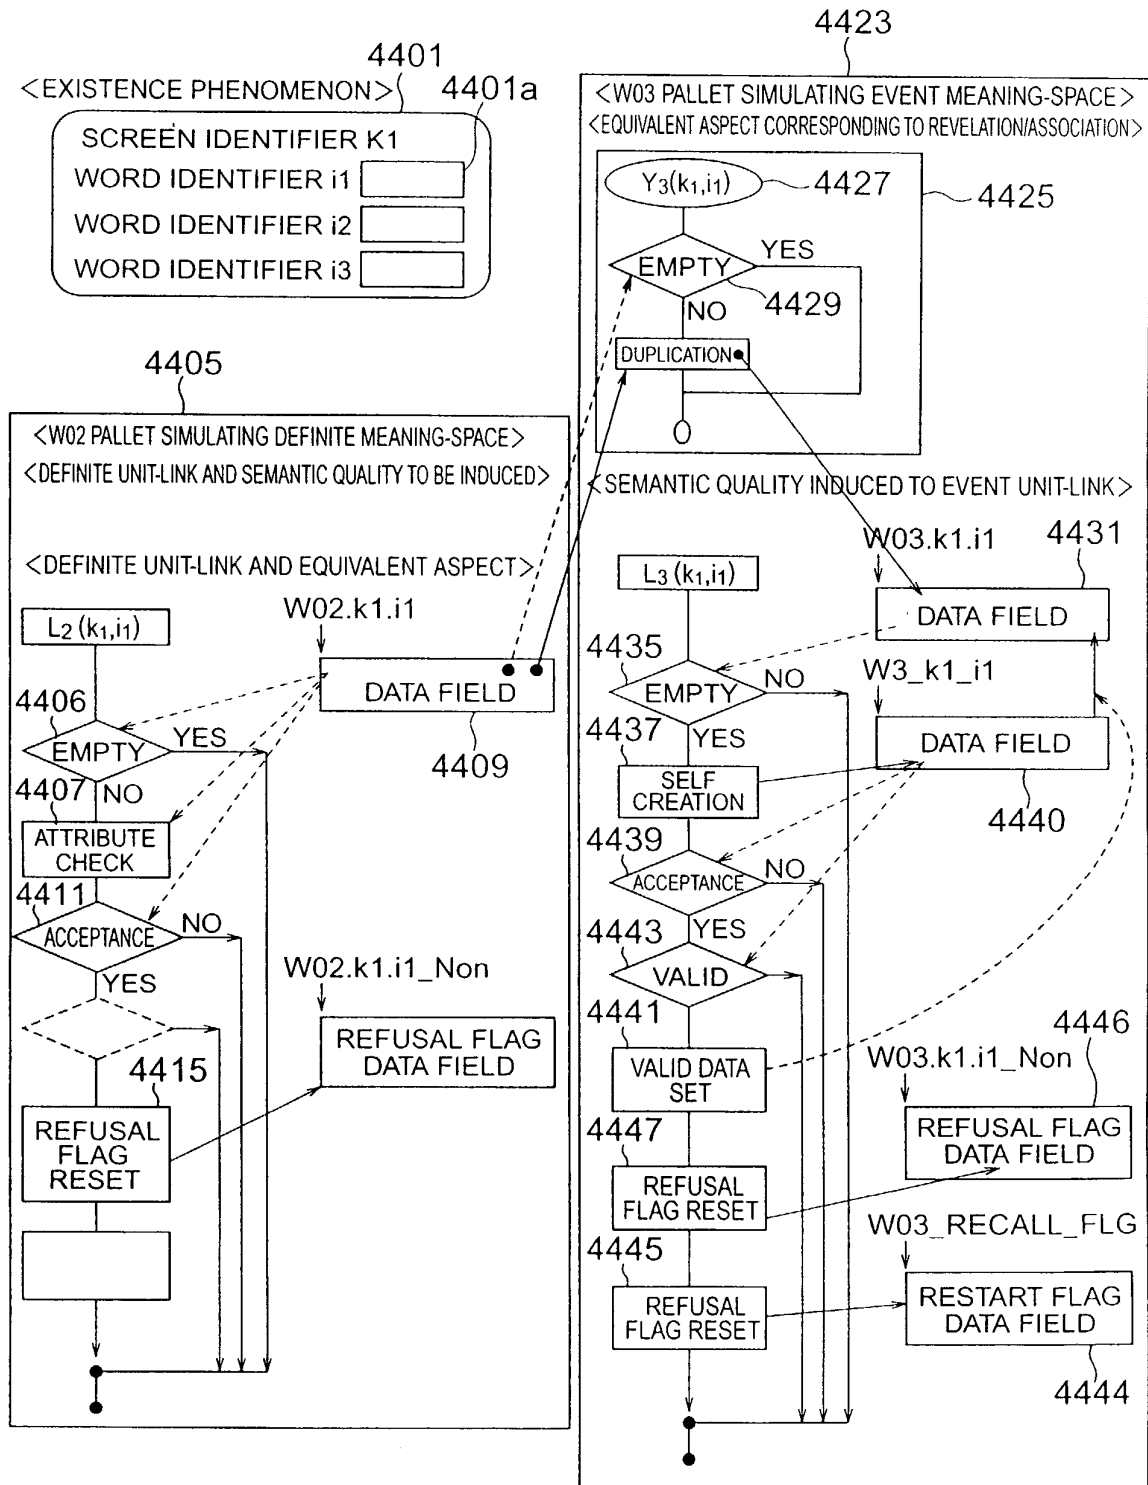 4401
<EXISTENCE PHENOMENON>
4401a
SCREEN IDENTIFIER K1
WORD IDENTIFIER i1
WORD IDENTIFIER i2
WORD IDENTIFIER i3
4405
<W02 PALLET SIMULATING DEFINITE MEANING-SPACE>
<DEFINITE UNIT-LINK AND SEMANTIC QUALITY TO BE INDUCED>
<DEFINITE UNIT-LINK AND EQUIVALENT ASPECT>
W02.k1.i1
L2 (k1,i1)
DATA FIELD
4409
4406
EMPTY
YES
NO
4407
ATTRIBUTE
CHECK
4411
ACCEPTANCE
NO
YES
W02.k1.i1_Non
REFUSAL FLAG
DATA FIELD
4415
REFUSAL
FLAG
RESET
4423
<W03 PALLET SIMULATING EVENT MEANING-SPACE>
<EQUIVALENT ASPECT CORRESPONDING TO REVELATION/ASSOCIATION>
Y3(k1,i1)
4427
4425
EMPTY
YES
4429
NO
DUPLICATION
<SEMANTIC QUALITY INDUCED TO EVENT UNIT-LINK>
W03.k1.i1
4431
L3 (k1,i1)
DATA FIELD
4435
W3_k1_i1
EMPTY
NO
YES
DATA FIELD
4437
SELF
CREATION
4440
4439
ACCEPTANCE
NO
YES
4443
VALID
4441
VALID DATA
SET
4446
W03.k1.i1_Non
REFUSAL FLAG
DATA FIELD
4447
REFUSAL
FLAG RESET
W03_RECALL_FLG
4445
REFUSAL
FLAG RESET
RESTART FLAG
DATA FIELD
4444